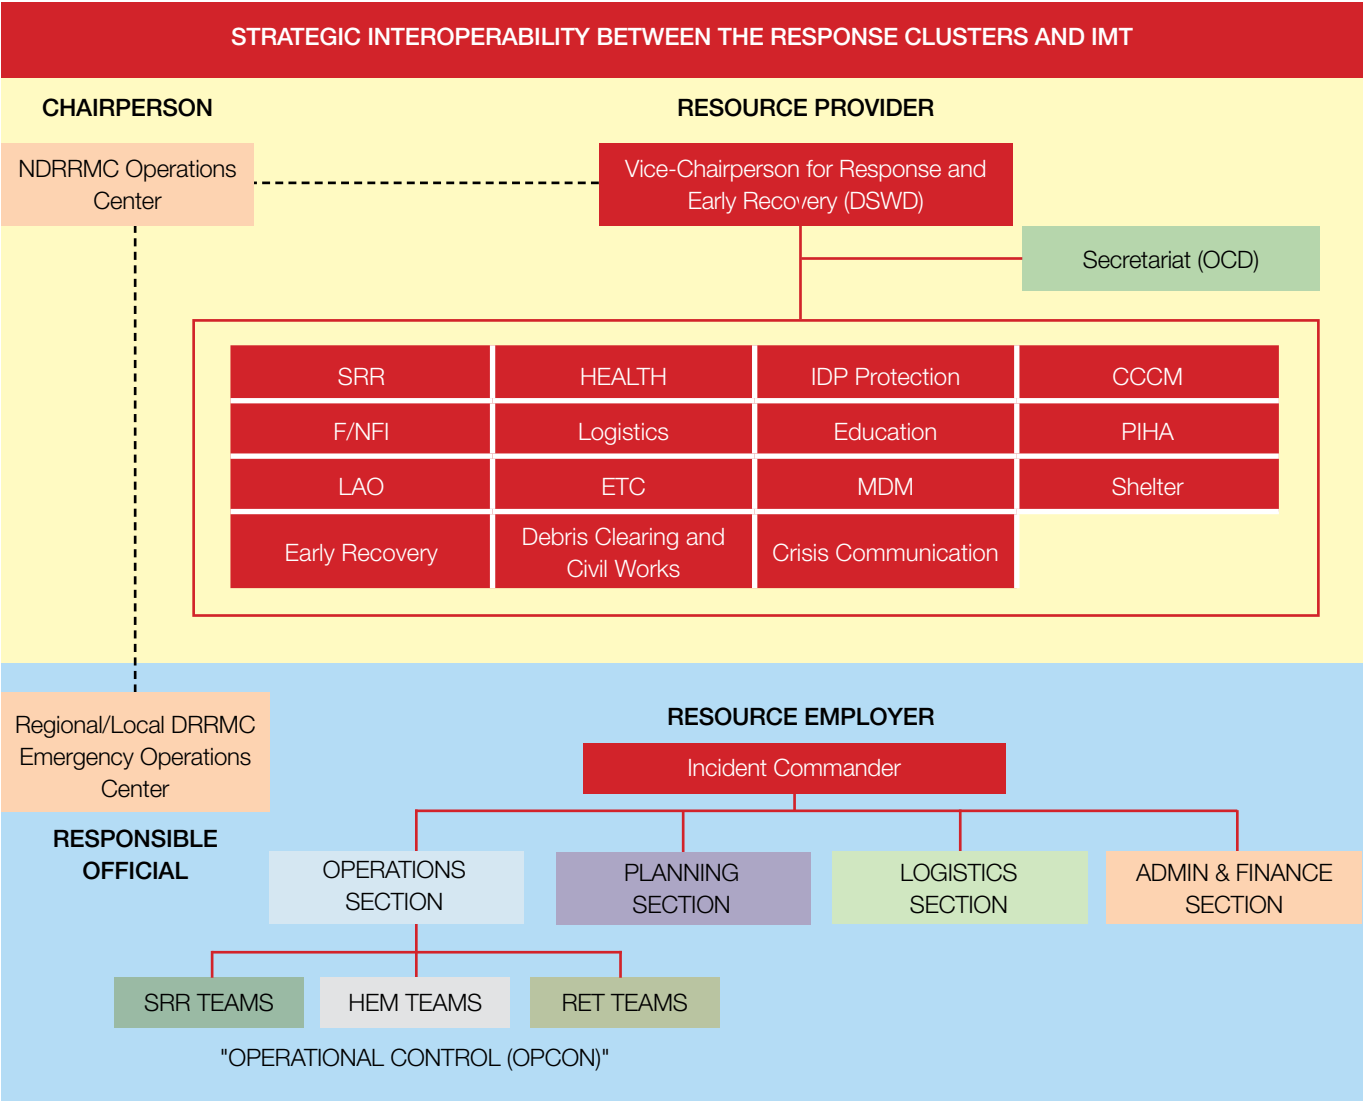 STRATEGIC INTEROPERABILITY BETWEEN THE RESPONSE CLUSTERS AND IMT
CHAIRPERSON
RESOURCE PROVIDER
NDRRMC Operations
Center
Vice-Chairperson for Response and
Early Recovery (DSWD)
Secretariat (OCD)
SRR
HEALTH
IDP Protection
CCCM
F/NFI
Logistics
Education
PIHA
LAO
ETC
MDM
Shelter
Early Recovery
Debris Clearing and
Civil Works
Crisis Communication
Regional/Local DRRMC
Emergency Operations
Center
RESPONSIBLE
OFFICIAL
RESOURCE EMPLOYER
Incident Commander
OPERATIONS
SECTION
PLANNING
SECTION
LOGISTICS
SECTION
ADMIN & FINANCE
SECTION
SRR TEAMS
HEM TEAMS
RET TEAMS
"OPERATIONAL CONTROL (OPCON)"